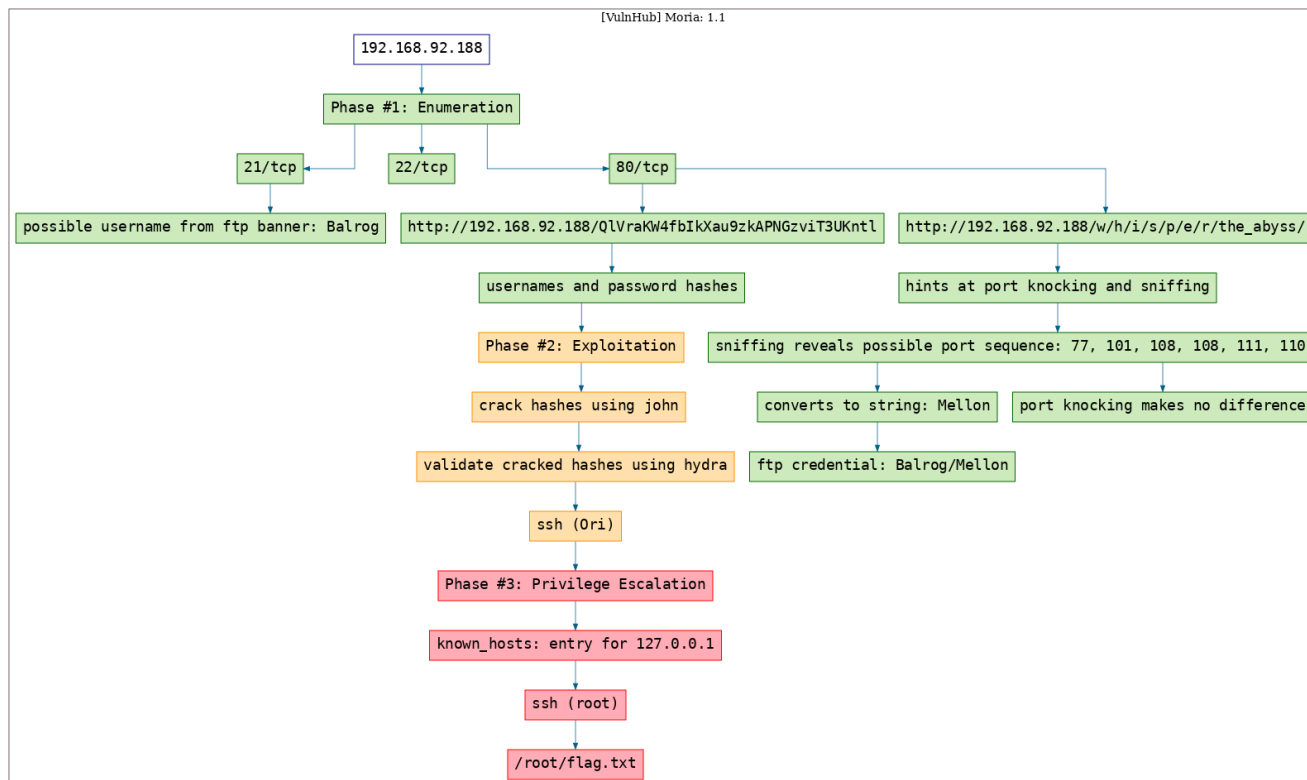 [VulnHub] Moria: 1.1
192.168.92.188
Phase #1: Enumeration
21/tcp
22/tcp
80/tcp
possible username from ftp banner: Balrog
http://192.168.92.188/QlVraKW4fbIkXau9zkAPNGzviT3UKntl
http://192.168.92.188/w/h/i/s/p/e/r/the_abyss/
usernames and password hashes
hints at port knocking and sniffing
Phase #2: Exploitation
sniffing reveals possible port sequence: 77, 101, 108, 108, 111, 110
crack hashes using john
converts to string: Mellon
port knocking makes no difference
validate cracked hashes using hydra
ftp credential: Balrog/Mellon
ssh (Ori)
Phase #3: Privilege Escalation
known_hosts: entry for 127.0.0.1
ssh (root)
/root/flag.txt